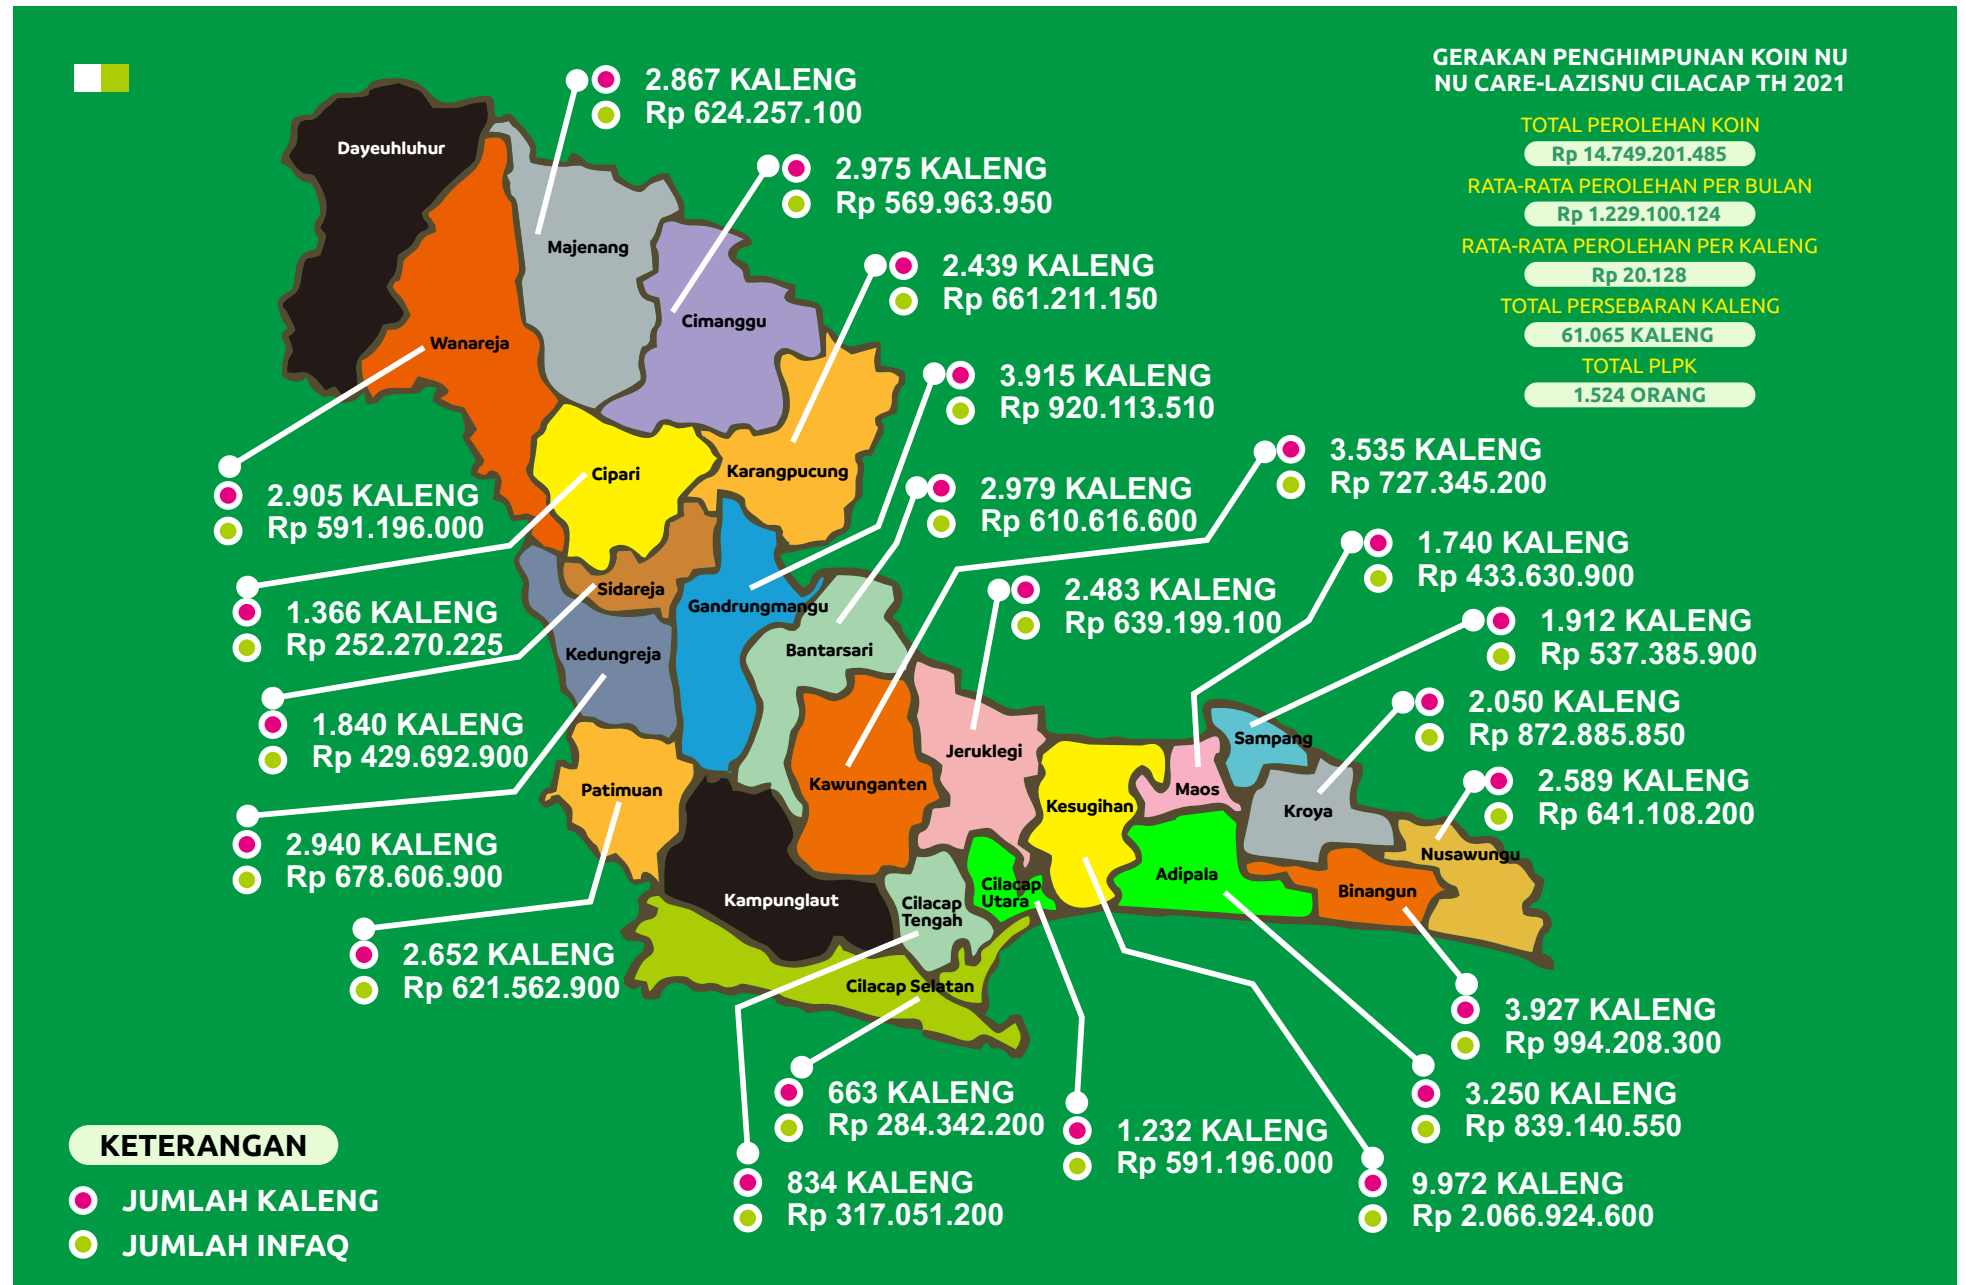 GERAKAN PENGHIMPUNAN KOIN NU
NU CARE-LAZISNU CILACAP TH 2021
TOTAL PEROLEHAN KOIN
Rp 14.749.201.485
RATA-RATA PEROLEHAN PER BULAN
Rp 1.229.100.124
RATA-RATA PEROLEHAN PER KALENG
Rp 20.128
TOTAL PERSEBARAN KALENG
61.065 KALENG
TOTAL PLPK
1.524 ORANG
2.867 KALENG
Rp 624.257.100
2.975 KALENG
Rp 569.963.950
2.439 KALENG
Rp 661.211.150
3.915 KALENG
Rp 920.113.510
2.979 KALENG
Rp 610.616.600
3.535 KALENG
Rp 727.345.200
2.483 KALENG
Rp 639.199.100
1.740 KALENG
Rp 433.630.900
1.912 KALENG
Rp 537.385.900
2.050 KALENG
Rp 872.885.850
2.589 KALENG
Rp 641.108.200
3.927 KALENG
Rp 994.208.300
3.250 KALENG
Rp 839.140.550
9.972 KALENG
Rp 2.066.924.600
1.232 KALENG
Rp 591.196.000
663 KALENG
Rp 284.342.200
834 KALENG
Rp 317.051.200
2.905 KALENG
Rp 591.196.000
1.366 KALENG
Rp 252.270.225
1.840 KALENG
Rp 429.692.900
2.940 KALENG
Rp 678.606.900
2.652 KALENG
Rp 621.562.900
Dayeuhluhur
Majenang
Cimanggu
Wanareja
Cipari
Karangpucung
Sidareja
Gandrungmangu
Kedungreja
Bantarsari
Patimuan
Kawunganten
Jeruklegi
Kesugihan
Maos
Sampang
Kroya
Nusawungu
Adipala
Binangun
Kampunglaut
Cilacap
Tengah
Cilacap
Utara
Cilacap Selatan
KETERANGAN
JUMLAH KALENG
JUMLAH INFAQ